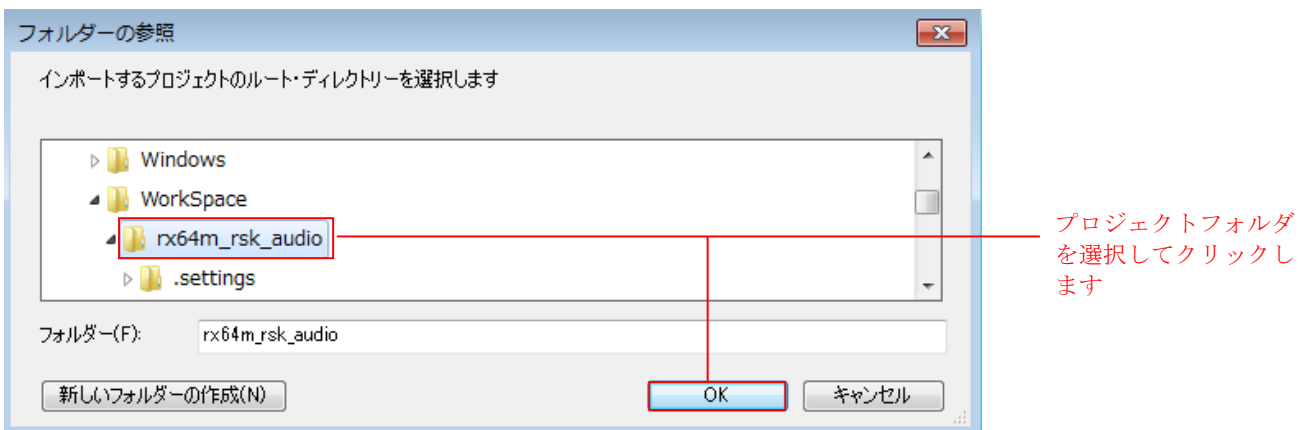 フォルダーの参照
インポートするプロジェクトのルート・ディレクトリーを選択します
Windows
WorkSpace
rx64m_rsk_audio
.settings
フォルダー(F):
rx64m_rsk_audio
新しいフォルダーの作成(N)
OK
キャンセル
プロジェクトフォルダ
を選択してクリックし
ます